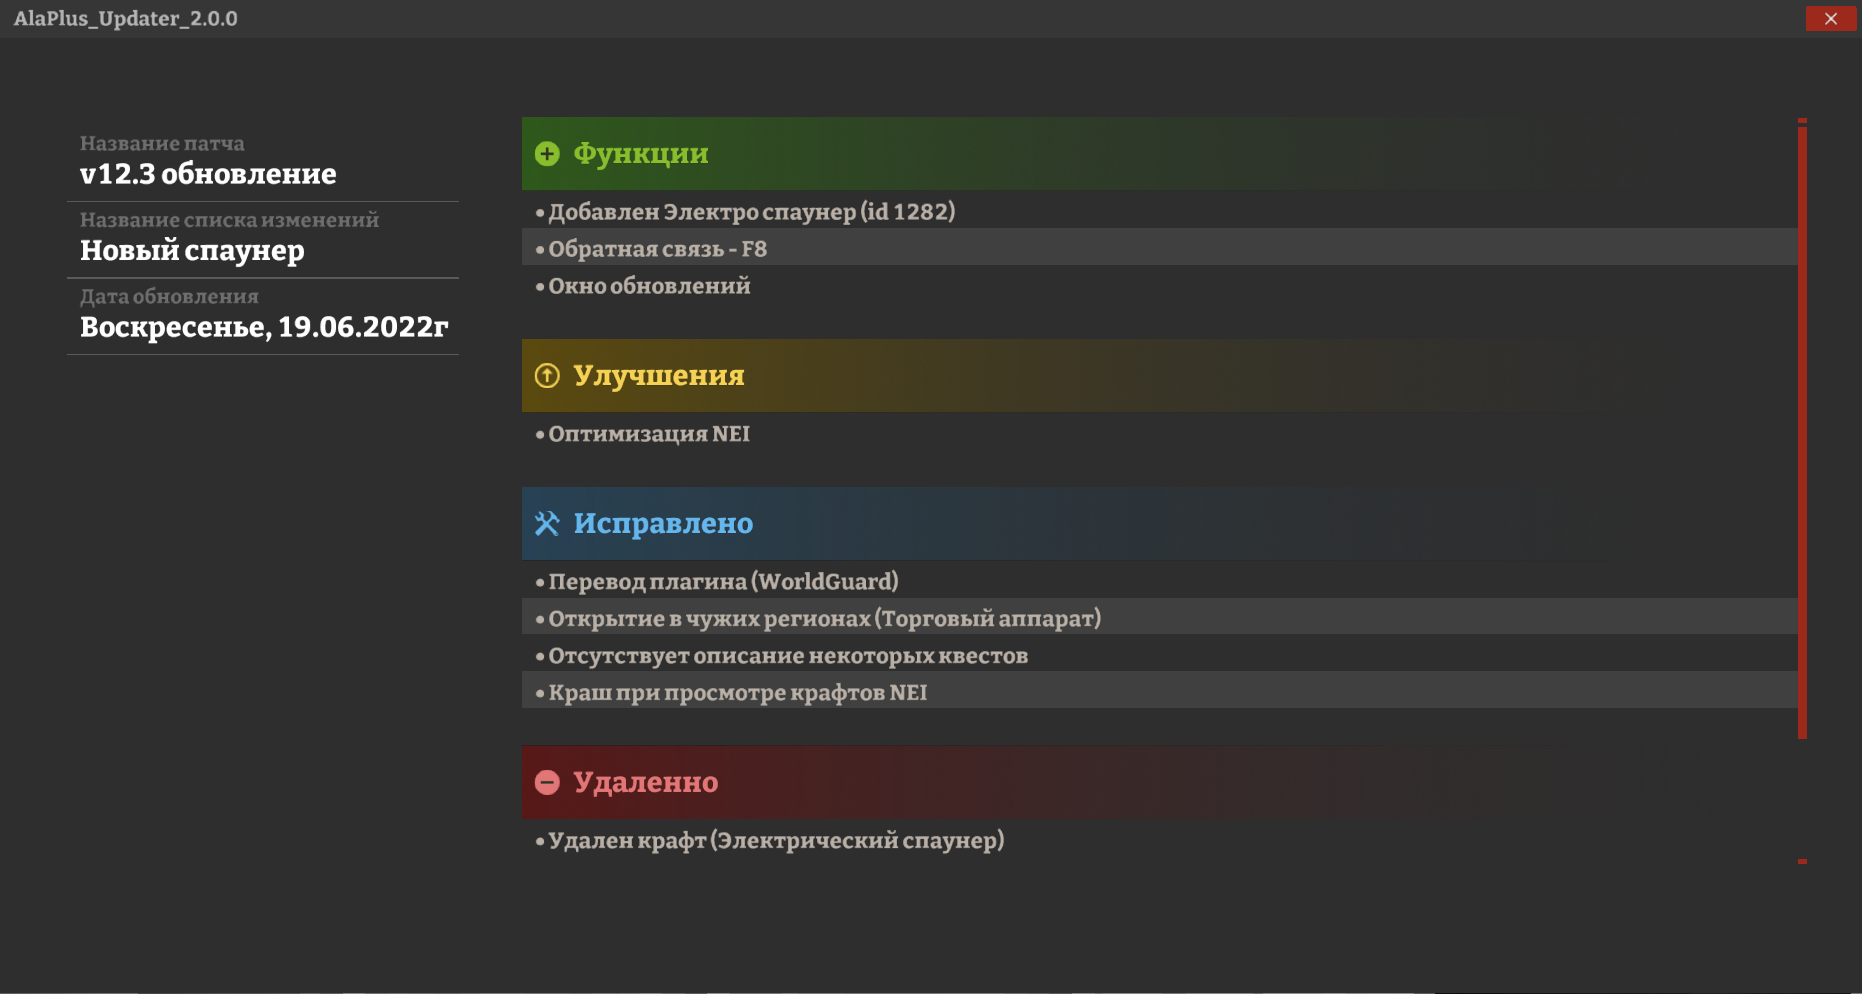 AlaPlus_Updater_2.0.0
Название патча
v12.3 обновление
Название списка изменений
Новый спаунер
Дата обновления
Воскресенье, 19.06.2022г
Функции
• Добавлен Электро спаунер (id 1282)
• Обратная связь - F8
• Окно обновлений
Улучшения
• Оптимизация NEI
Исправлено
• Перевод плагина (WorldGuard)
• Открытие в чужих регионах (Торговый аппарат)
• Отсутствует описание некоторых квестов
• Краш при просмотре крафтов NEI
Удаленно
• Удален крафт (Электрический спаунер)